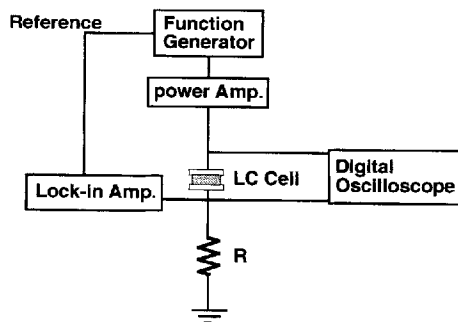 Reference
Function
Generator
power Amp.
LC Cell
Digital
Oscilloscope
Lock-in Amp.
R